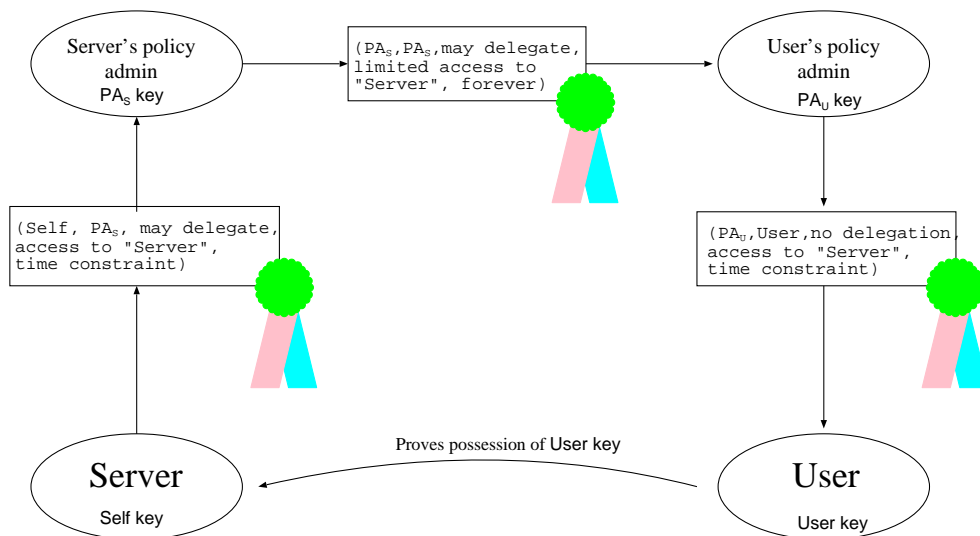 Server's policy
admin
PAS key
(PAS,PAS,may delegate,
limited access to
"Server", forever)
User's policy
admin
PAU key
(Self, PAS, may delegate,
access to "Server",
time constraint)
(PAU,User,no delegation,
access to "Server",
time constraint)
Proves possession of User key
Server
Self key
User
User key